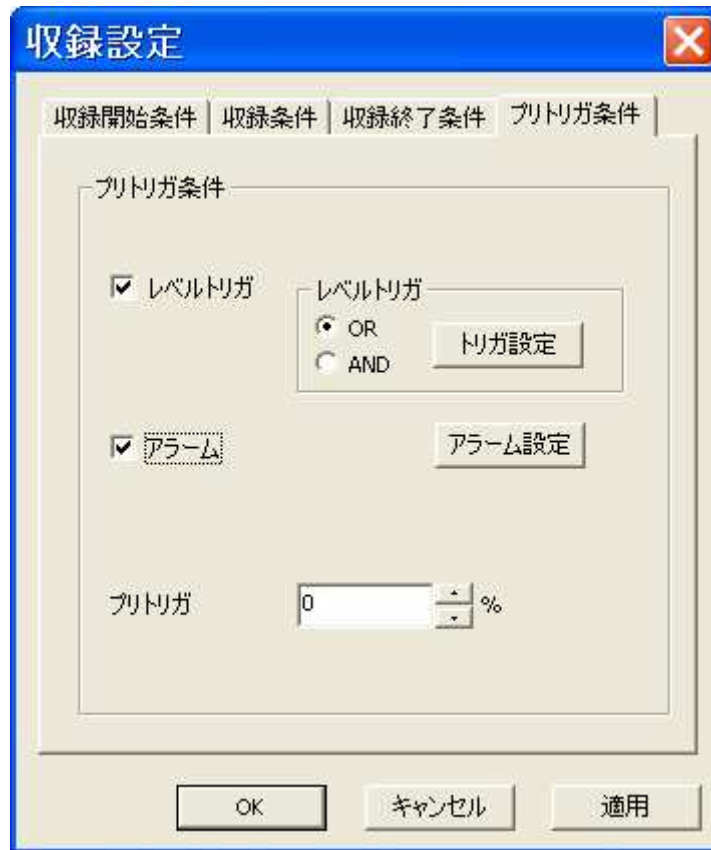 収録設定
収録開始条件 収録条件 収録終了条件 プリトリガ条件
プリトリガ条件
レベルトリガ
レベルトリガ
OR
AND
トリガ設定
アラーム
アラーム設定
プリトリガ 0 %
OK キャンセル 適用